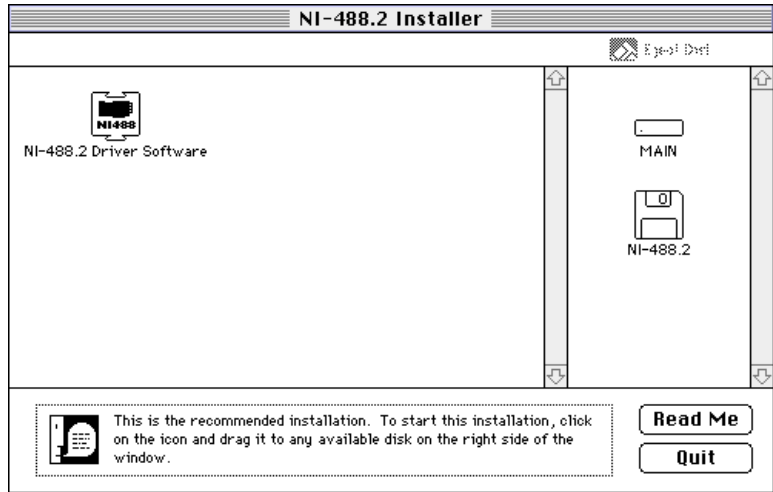 NI-488.2 Installer
Eject Disk
NI488
NI-488.2 Driver Software
MAIN
NI-488.2
This is the recommended installation. To start this installation, click
on the icon and drag it to any available disk on the right side of the
window.
Read Me
Quit